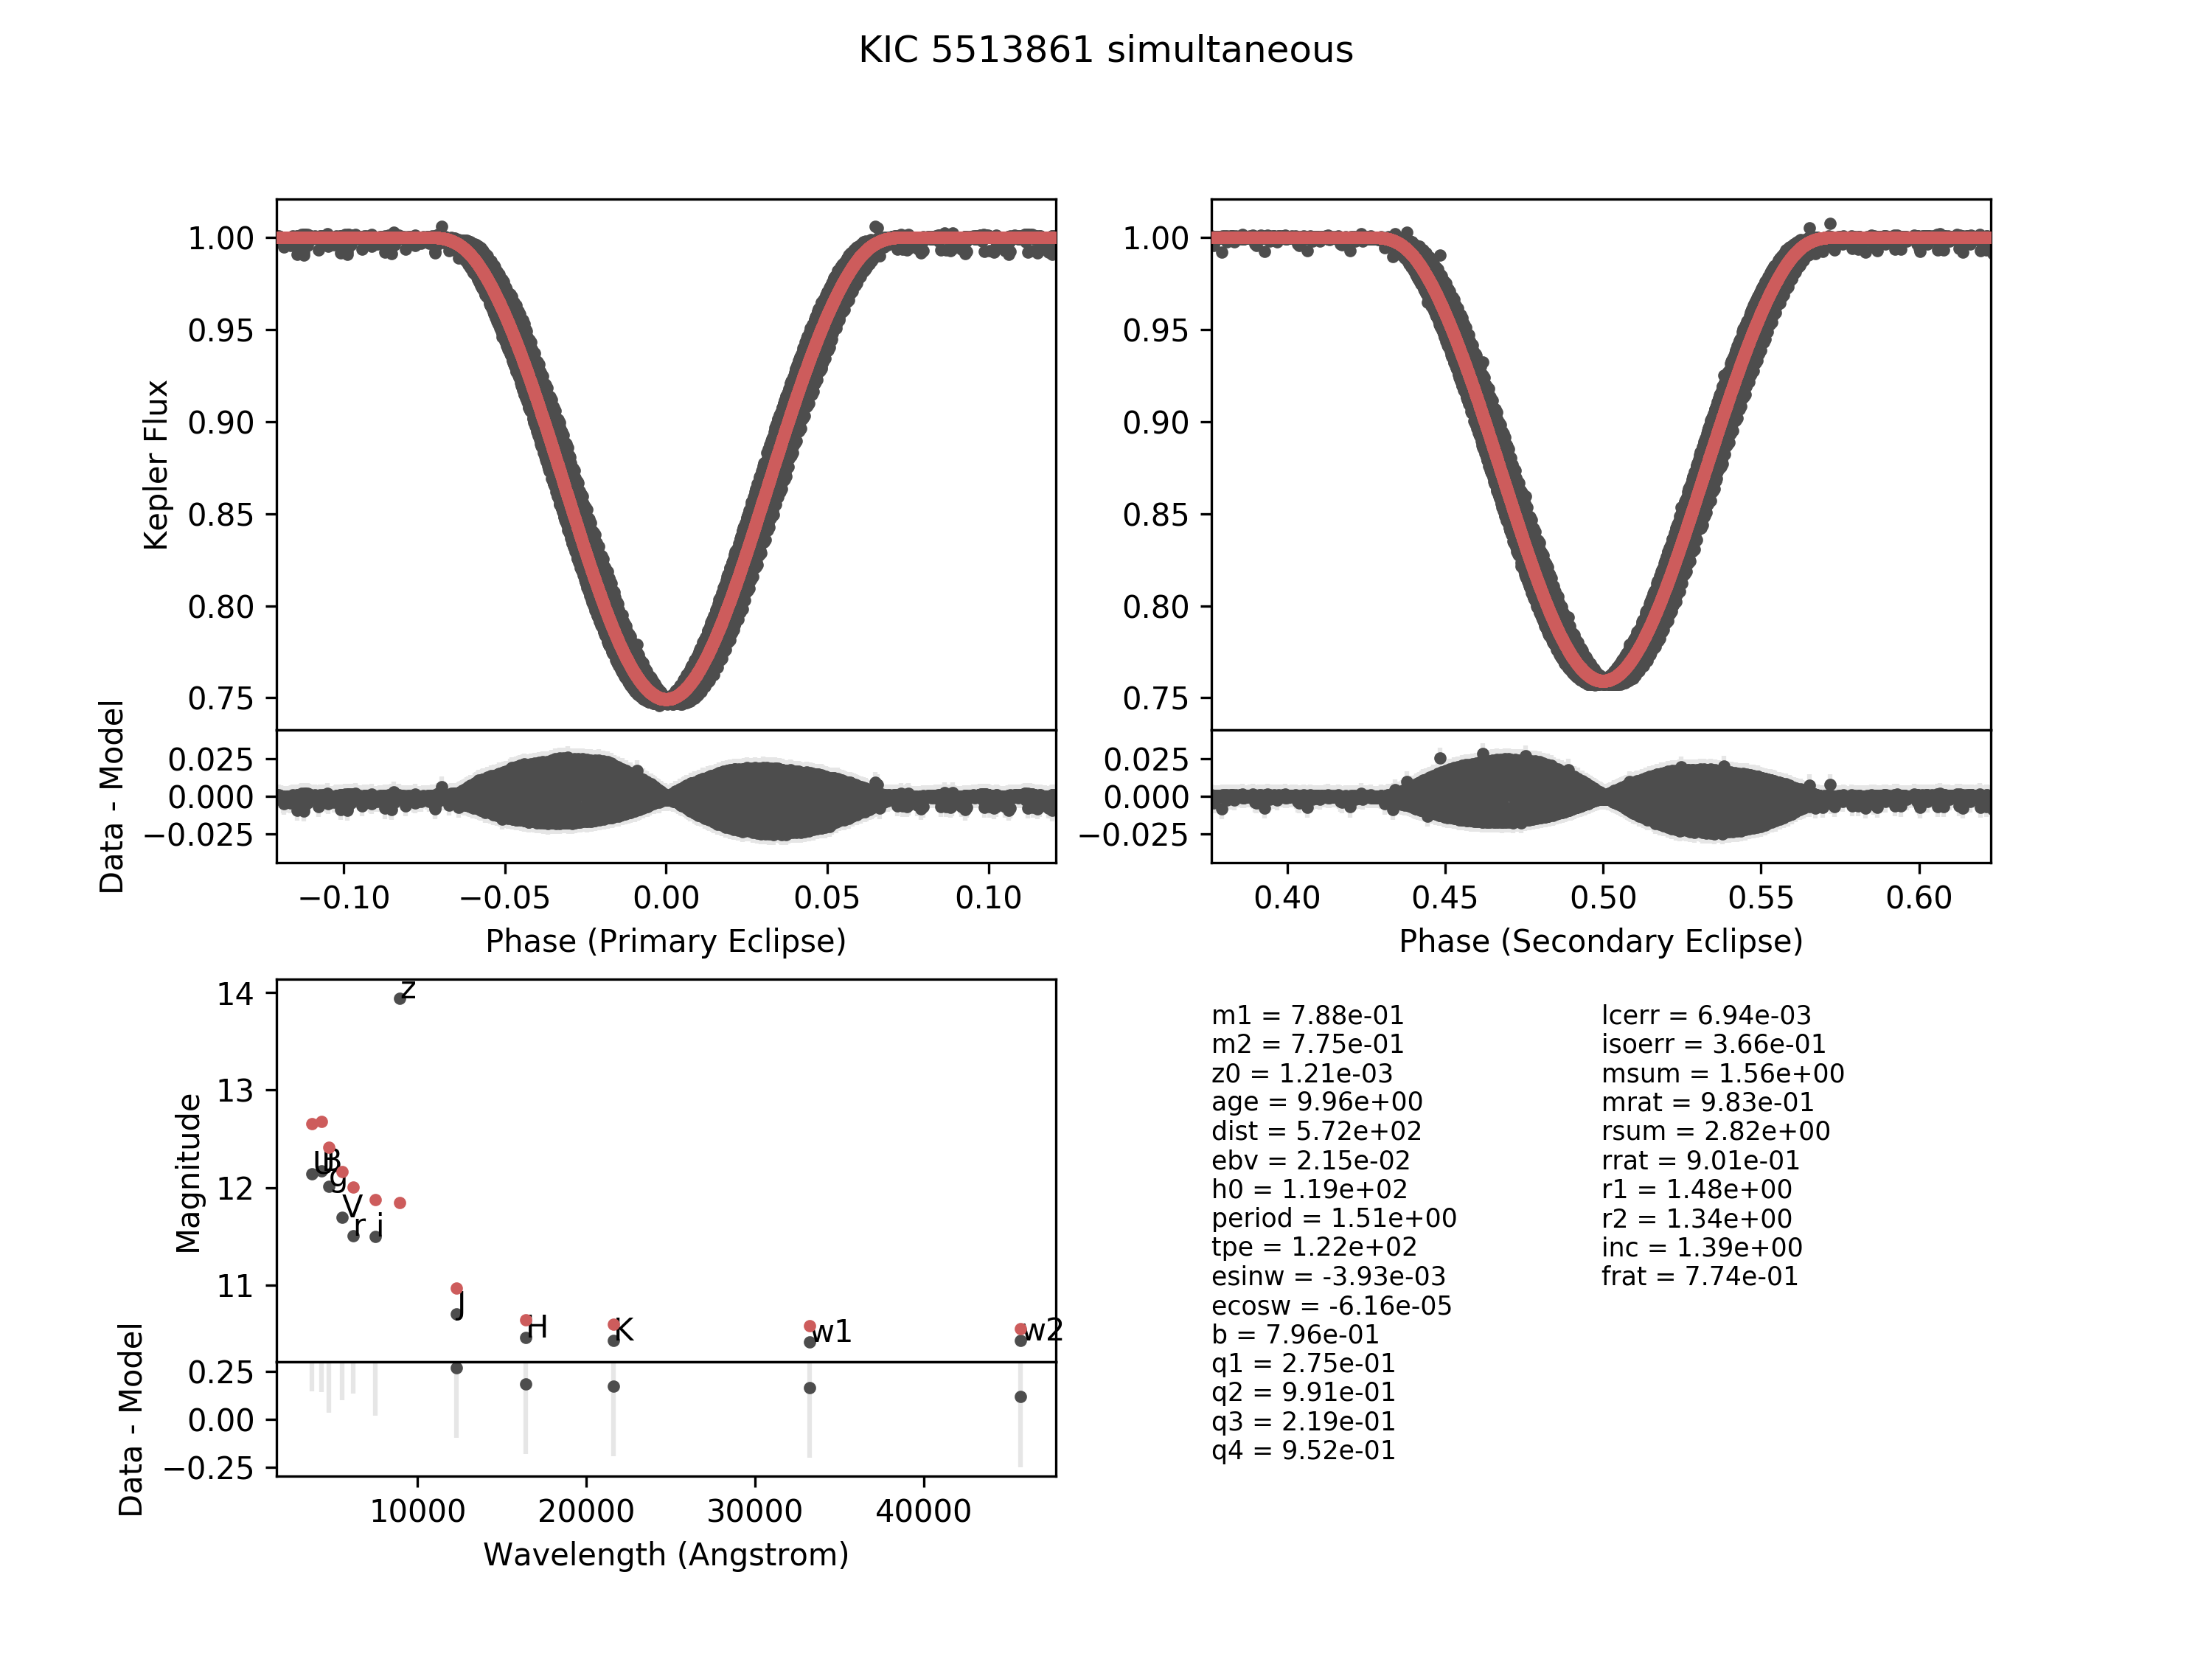 KIC 5513861 simultaneous
Kepler Flux
1.00
0.95
0.90
0.85
0.80
0.75
1.00
0.95
0.90
0.85
0.80
0.75
Data - Model
0.025
0.000
−0.025
0.025
0.000
−0.025
−0.10 −0.05 0.00 0.05 0.10
0.40 0.45 0.50 0.55 0.60
Phase (Primary Eclipse)
Phase (Secondary Eclipse)
Magnitude
14
13
12
11
z
U
B
g
V
r
i
J
H
K
w1
w2
Data - Model
0.25
0.00
−0.25
10000 20000 30000 40000
Wavelength (Angstrom)
m1 = 7.88e-01
m2 = 7.75e-01
z0 = 1.21e-03
age = 9.96e+00
dist = 5.72e+02
ebv = 2.15e-02
h0 = 1.19e+02
period = 1.51e+00
tpe = 1.22e+02
esinw = -3.93e-03
ecosw = -6.16e-05
b = 7.96e-01
q1 = 2.75e-01
q2 = 9.91e-01
q3 = 2.19e-01
q4 = 9.52e-01
lcerr = 6.94e-03
isoerr = 3.66e-01
msum = 1.56e+00
mrat = 9.83e-01
rsum = 2.82e+00
rrat = 9.01e-01
r1 = 1.48e+00
r2 = 1.34e+00
inc = 1.39e+00
frat = 7.74e-01